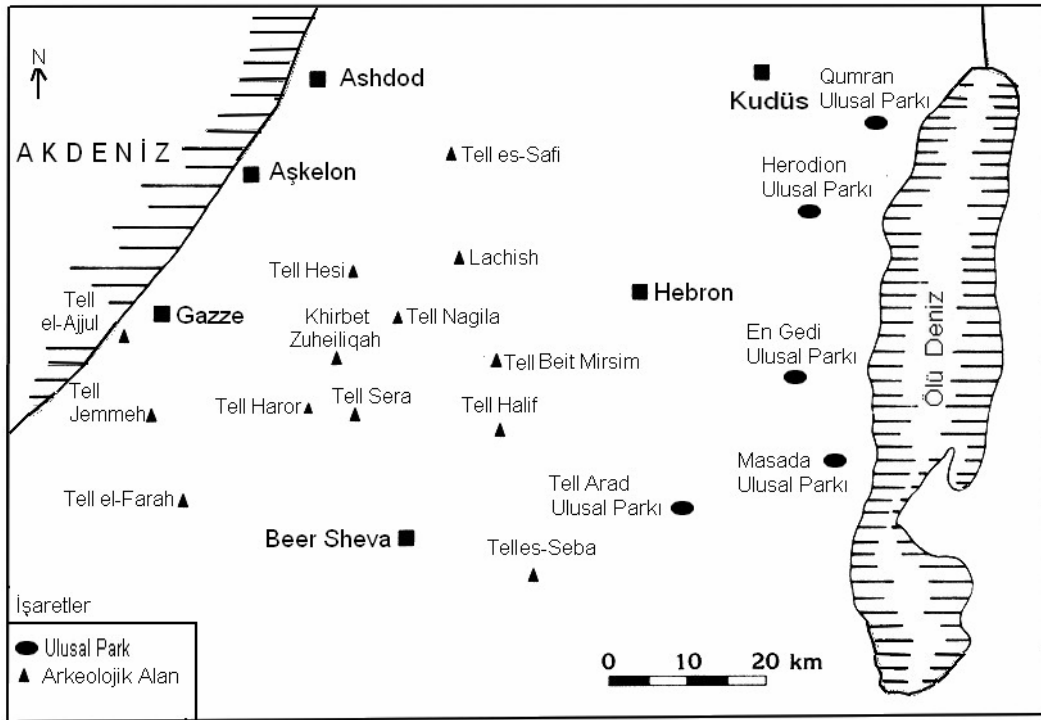 N
Ashdod
Kudüs
Qumran
Ulusal Parkı
AKDENİZ
Tell es-Safi
Aşkelon
Herodion
Ulusal Parkı
Tell Hesi
Lachish
Tell
el-Ajjul
Gazze
Khirbet
Zuheiliqah
Tell Nagila
Hebron
En Gedi
Ulusal Parkı
Ölü Deniz
Tell Beit Mirsim
Tell
Jemmeh
Tell Haror
Tell Sera
Tell Halif
Masada
Ulusal Parkı
Tell el-Farah
Tell Arad
Ulusal Parkı
Beer Sheva
Telles-Seba
İşaretler
Ulusal Park
Arkeolojik Alan
0 10 20 km